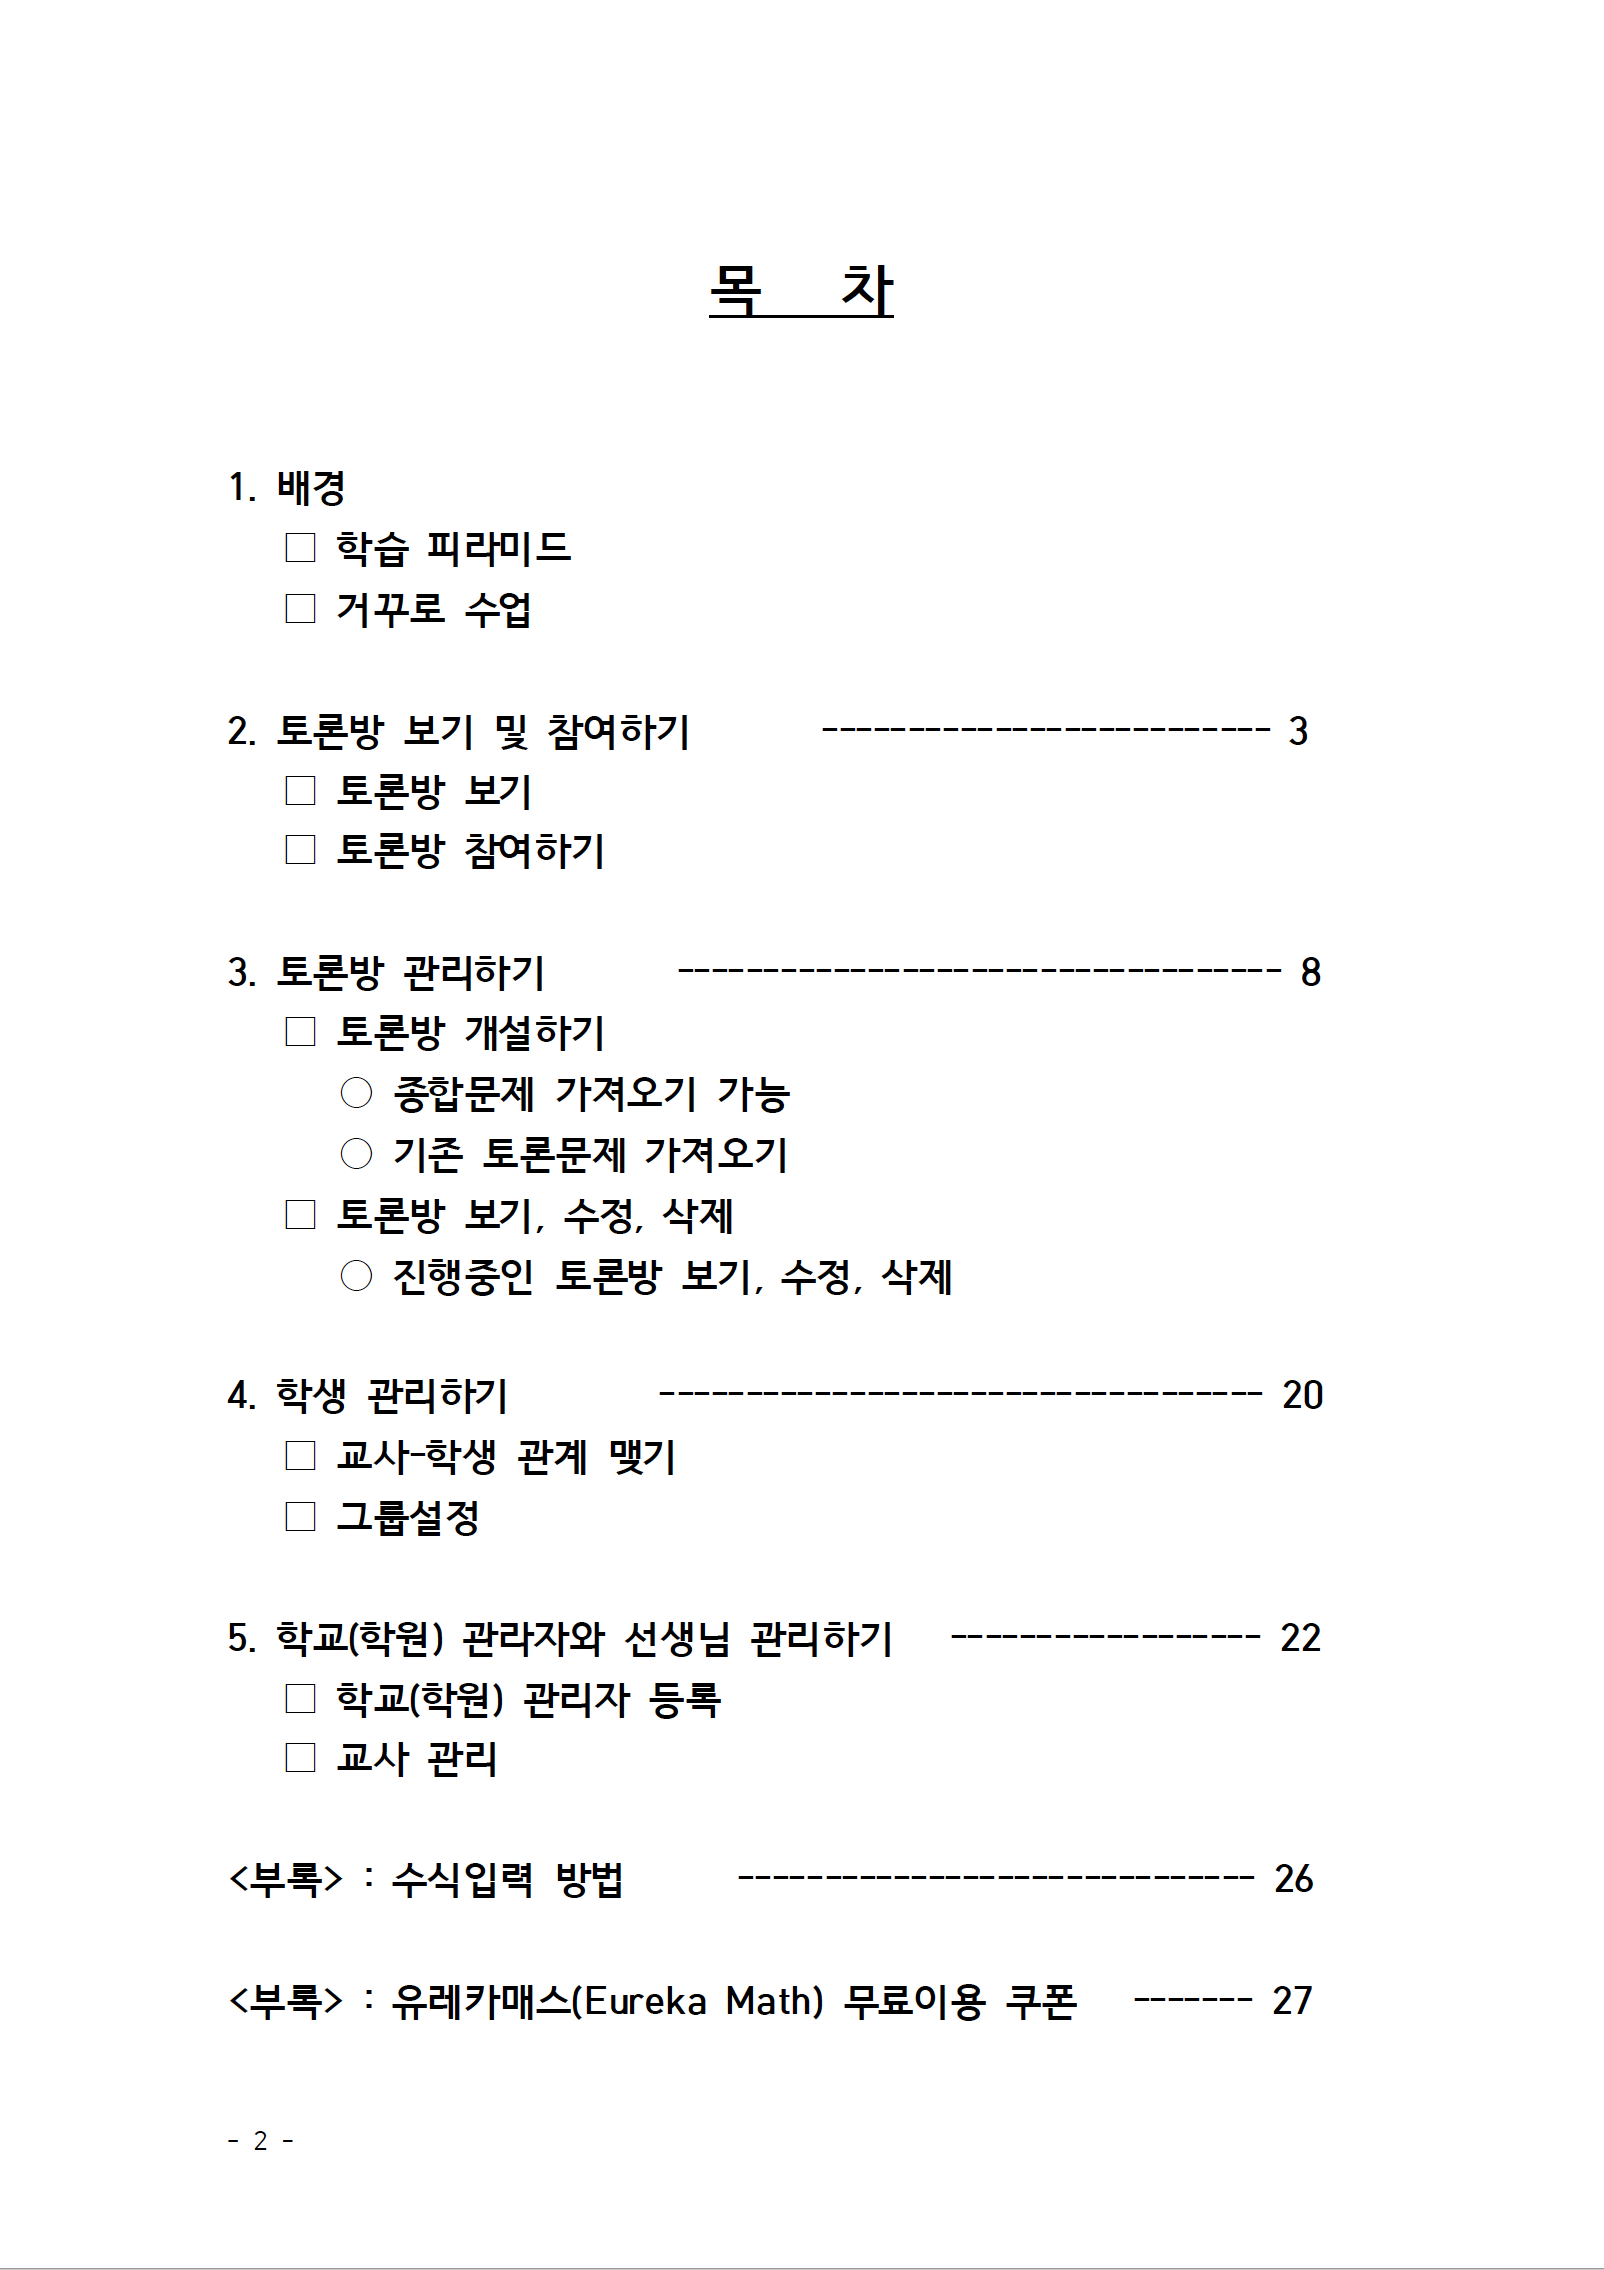 목 차
1. 배경
□ 학습 피라미드
□ 거꾸로 수업
2. 토론방 보기 및 참여하기 -------------------------- 3
□ 토론방 보기
□ 토론방 참여하기
3. 토론방 관리하기 ----------------------------------- 8
□ 토론방 개설하기
○ 종합문제 가져오기 가능
○ 기존 토론문제 가져오기
□ 토론방 보기, 수정, 삭제
○ 진행중인 토론방 보기, 수정, 삭제
4. 학생 관리하기 ----------------------------------- 20
□ 교사-학생 관계 맺기
□ 그룹설정
5. 학교(학원) 관라자와 선생님 관리하기 ------------------ 22
□ 학교(학원) 관리자 등록
□ 교사 관리
<부록> : 수식입력 방법 ------------------------------ 26
<부록> : 유레카매스(Eureka Math) 무료이용 쿠폰 ------- 27
- 2 -